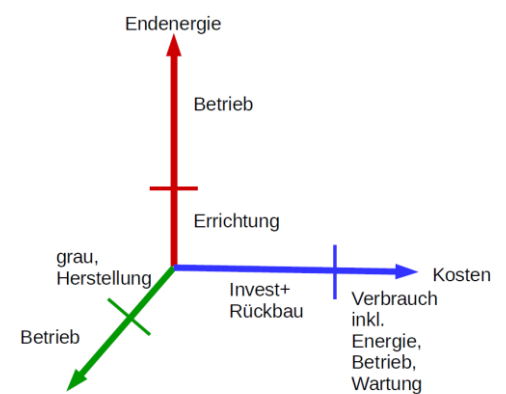 Endenergie
Betrieb
Errichtung
grau,
Herstellung
Kosten
Invest+
Rückbau
Verbrauch
inkl.
Energie,
Betrieb,
Wartung
Betrieb